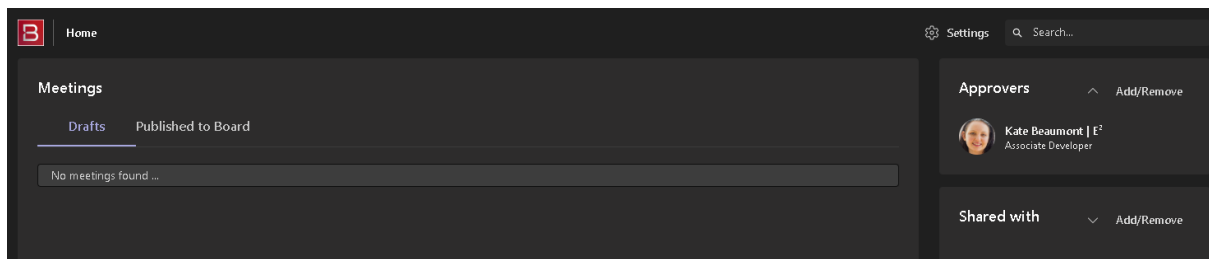 B
Home
Settings
Search...
Meetings
Drafts
Published to Board
No meetings found ...
Approvers
Add/Remove
Kate Beaumont | E²
Associate Developer
Shared with
Add/Remove